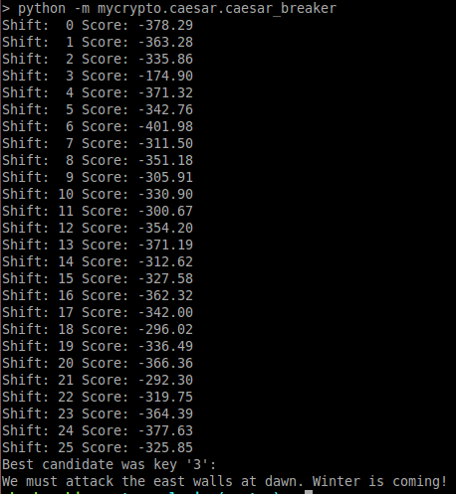 > python -m mycrypto.caesar.caesar_breaker
Shift:  0 Score: -378.29
Shift:  1 Score: -363.28
Shift:  2 Score: -335.86
Shift:  3 Score: -174.90
Shift:  4 Score: -371.32
Shift:  5 Score: -342.76
Shift:  6 Score: -401.98
Shift:  7 Score: -311.50
Shift:  8 Score: -351.18
Shift:  9 Score: -305.91
Shift: 10 Score: -330.90
Shift: 11 Score: -300.67
Shift: 12 Score: -354.20
Shift: 13 Score: -371.19
Shift: 14 Score: -312.62
Shift: 15 Score: -327.58
Shift: 16 Score: -362.32
Shift: 17 Score: -342.00
Shift: 18 Score: -296.02
Shift: 19 Score: -336.49
Shift: 20 Score: -366.36
Shift: 21 Score: -292.30
Shift: 22 Score: -319.75
Shift: 23 Score: -364.39
Shift: 24 Score: -377.63
Shift: 25 Score: -325.85
Best candidate was key '3':
We must attack the east walls at dawn. Winter is coming!